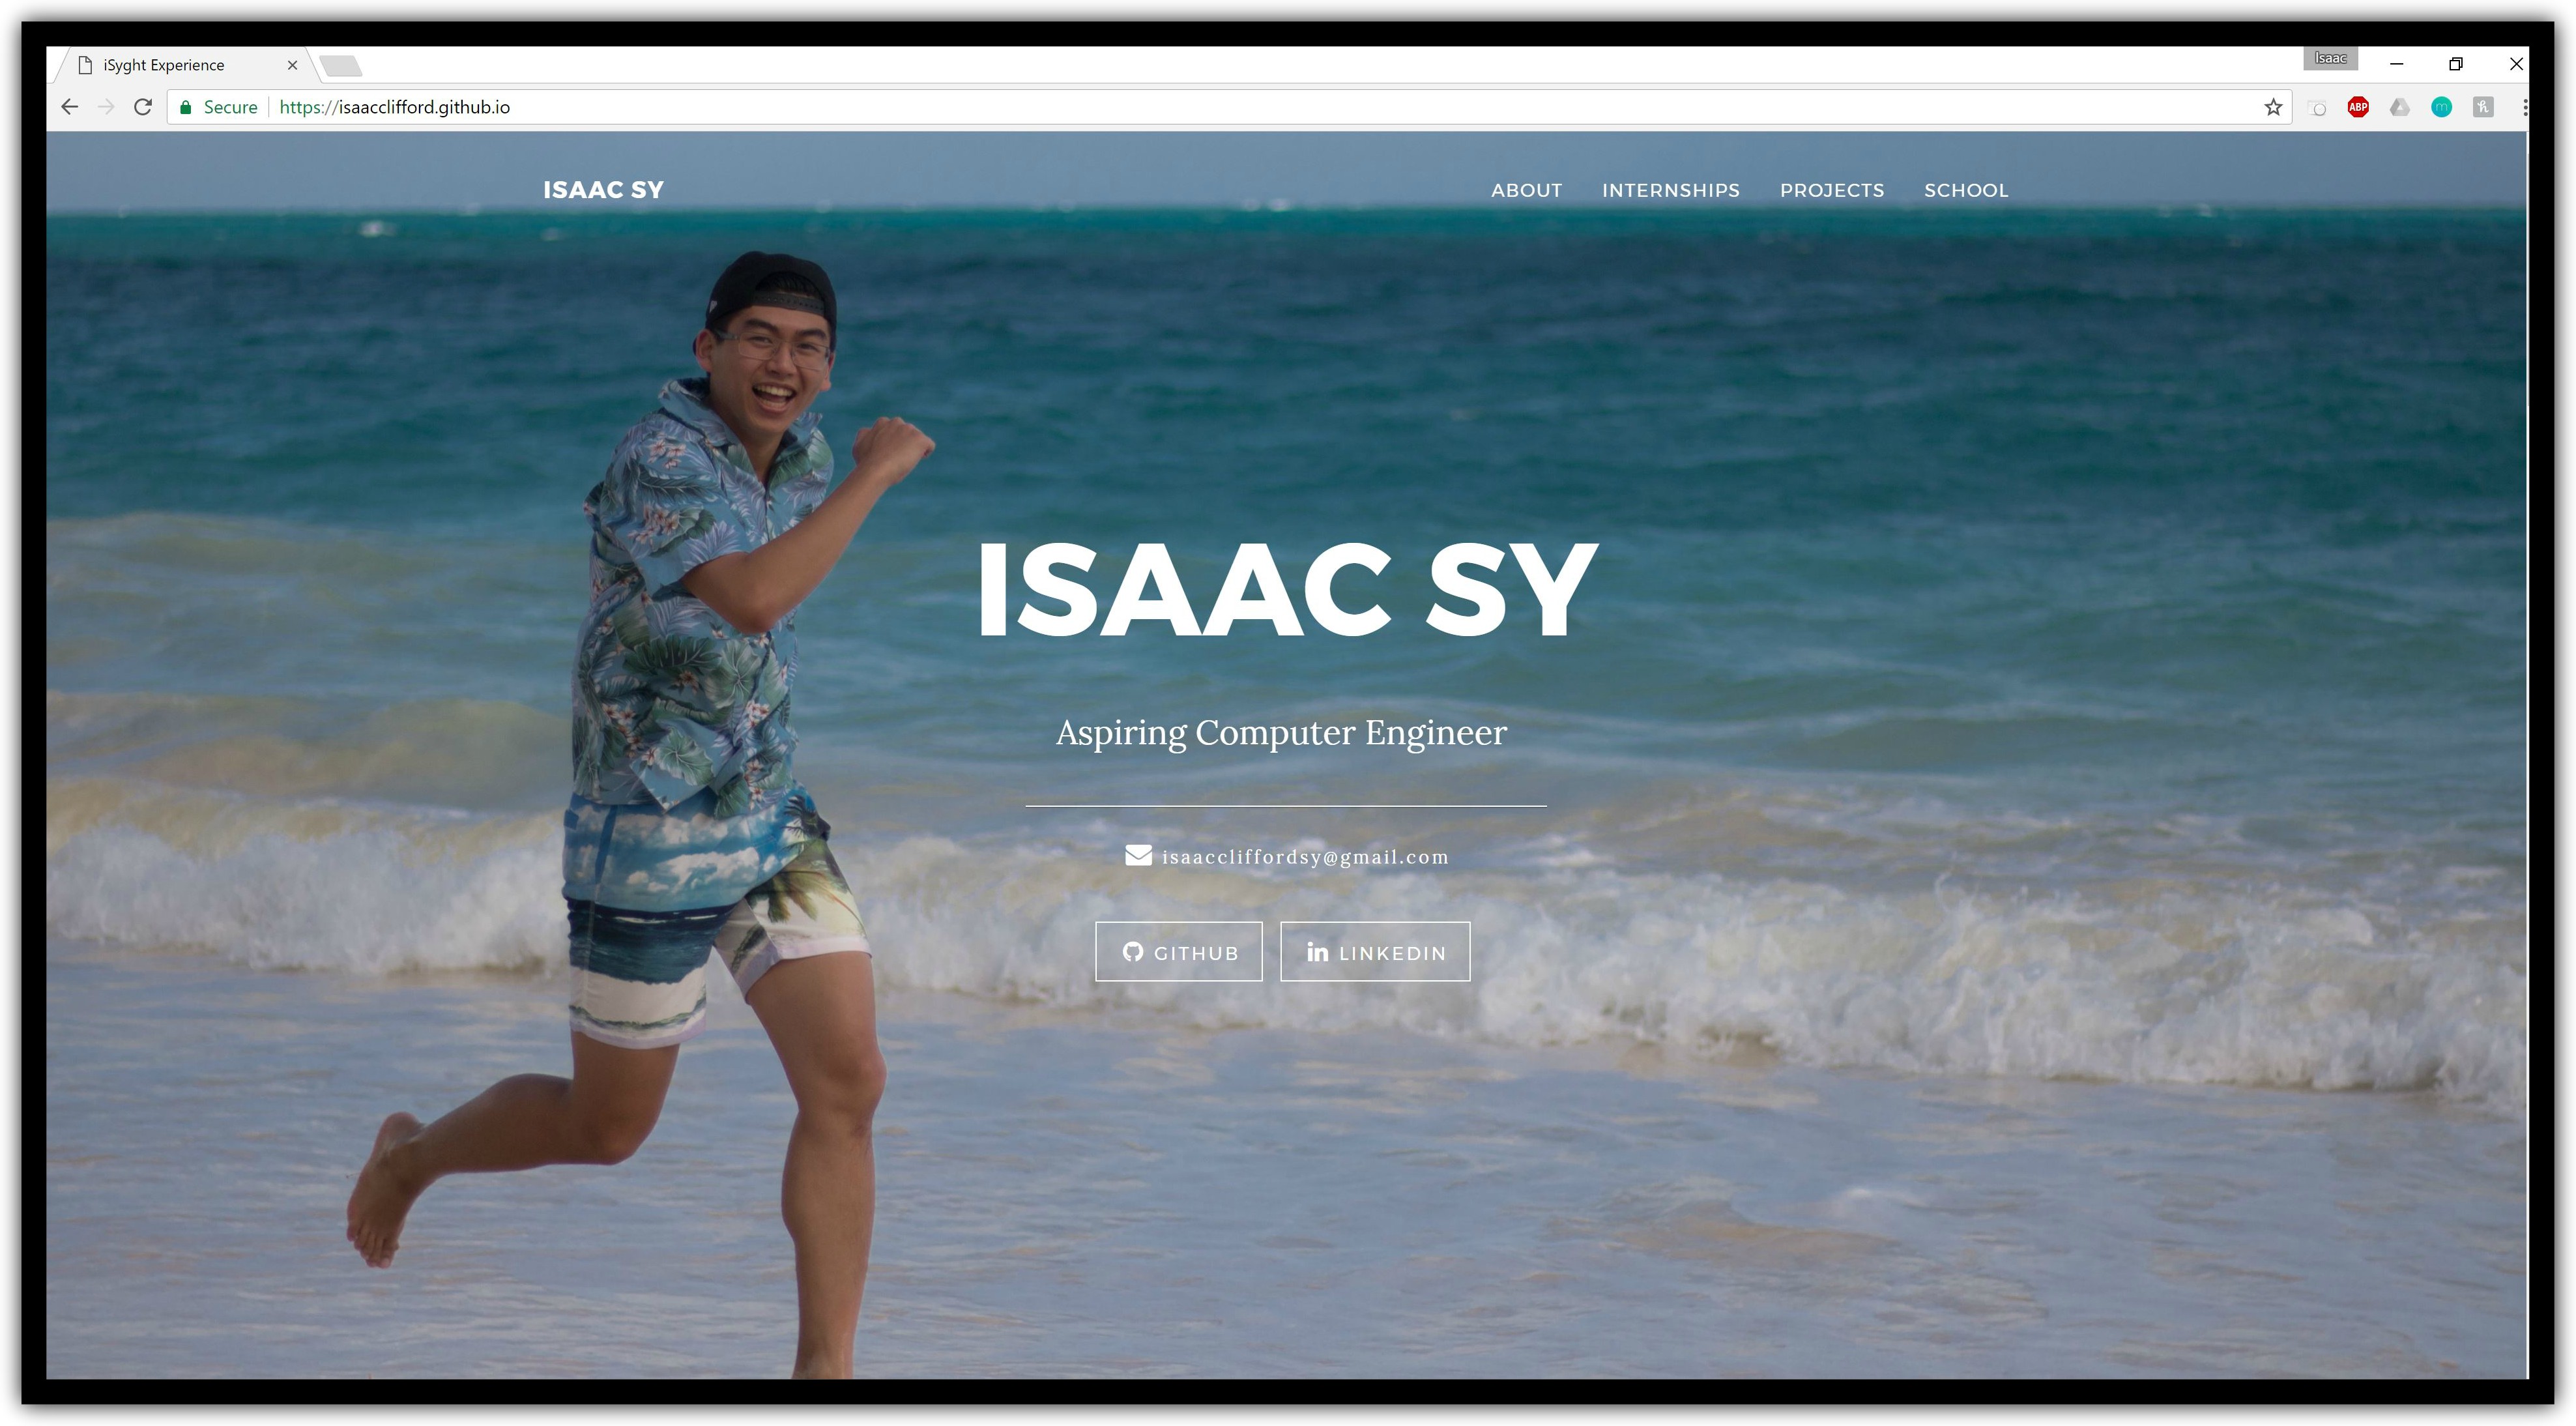 iSyght Experience
Isaac
Secure https://isaacclifford.github.io
ABP m h
ISAAC SY ABOUT INTERNSHIPS PROJECTS SCHOOL
ISAAC SY
Aspiring Computer Engineer
isaaccliffordsy@gmail.com
GITHUB in LINKEDIN